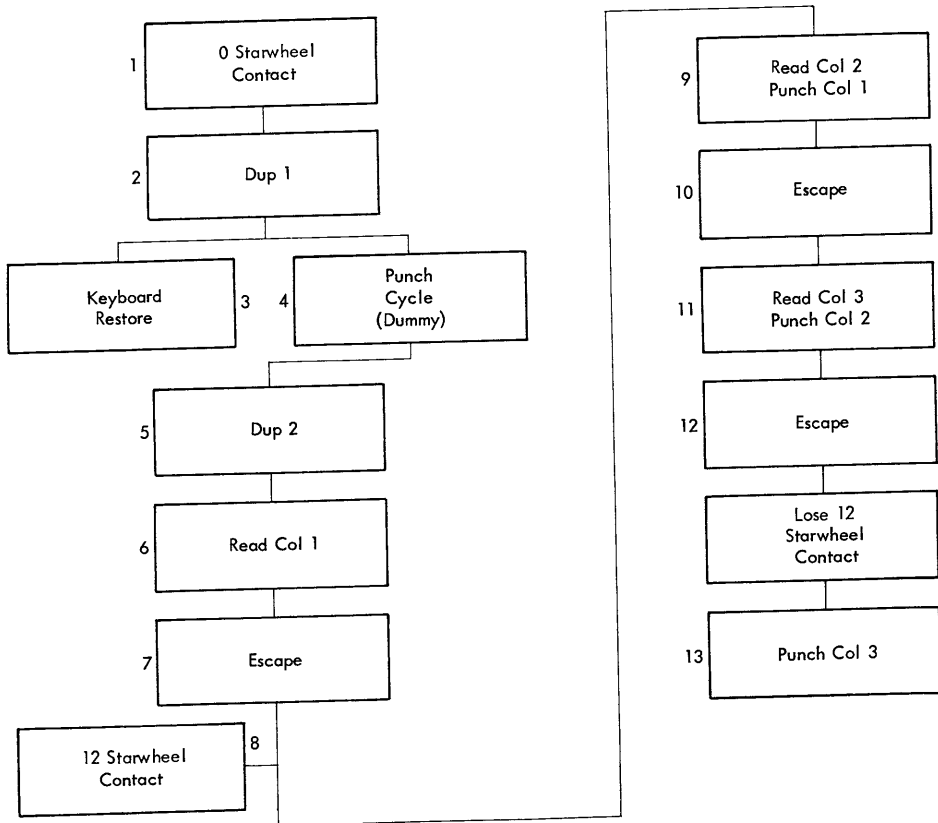 1
0 Starwheel
Contact
2
Dup 1
Keyboard
Restore
3
4
Punch
Cycle
(Dummy)
5
Dup 2
6
Read Col 1
7
Escape
8
12 Starwheel
Contact
9
Read Col 2
Punch Col 1
10
Escape
11
Read Col 3
Punch Col 2
12
Escape
Lose 12
Starwheel
Contact
13
Punch Col 3